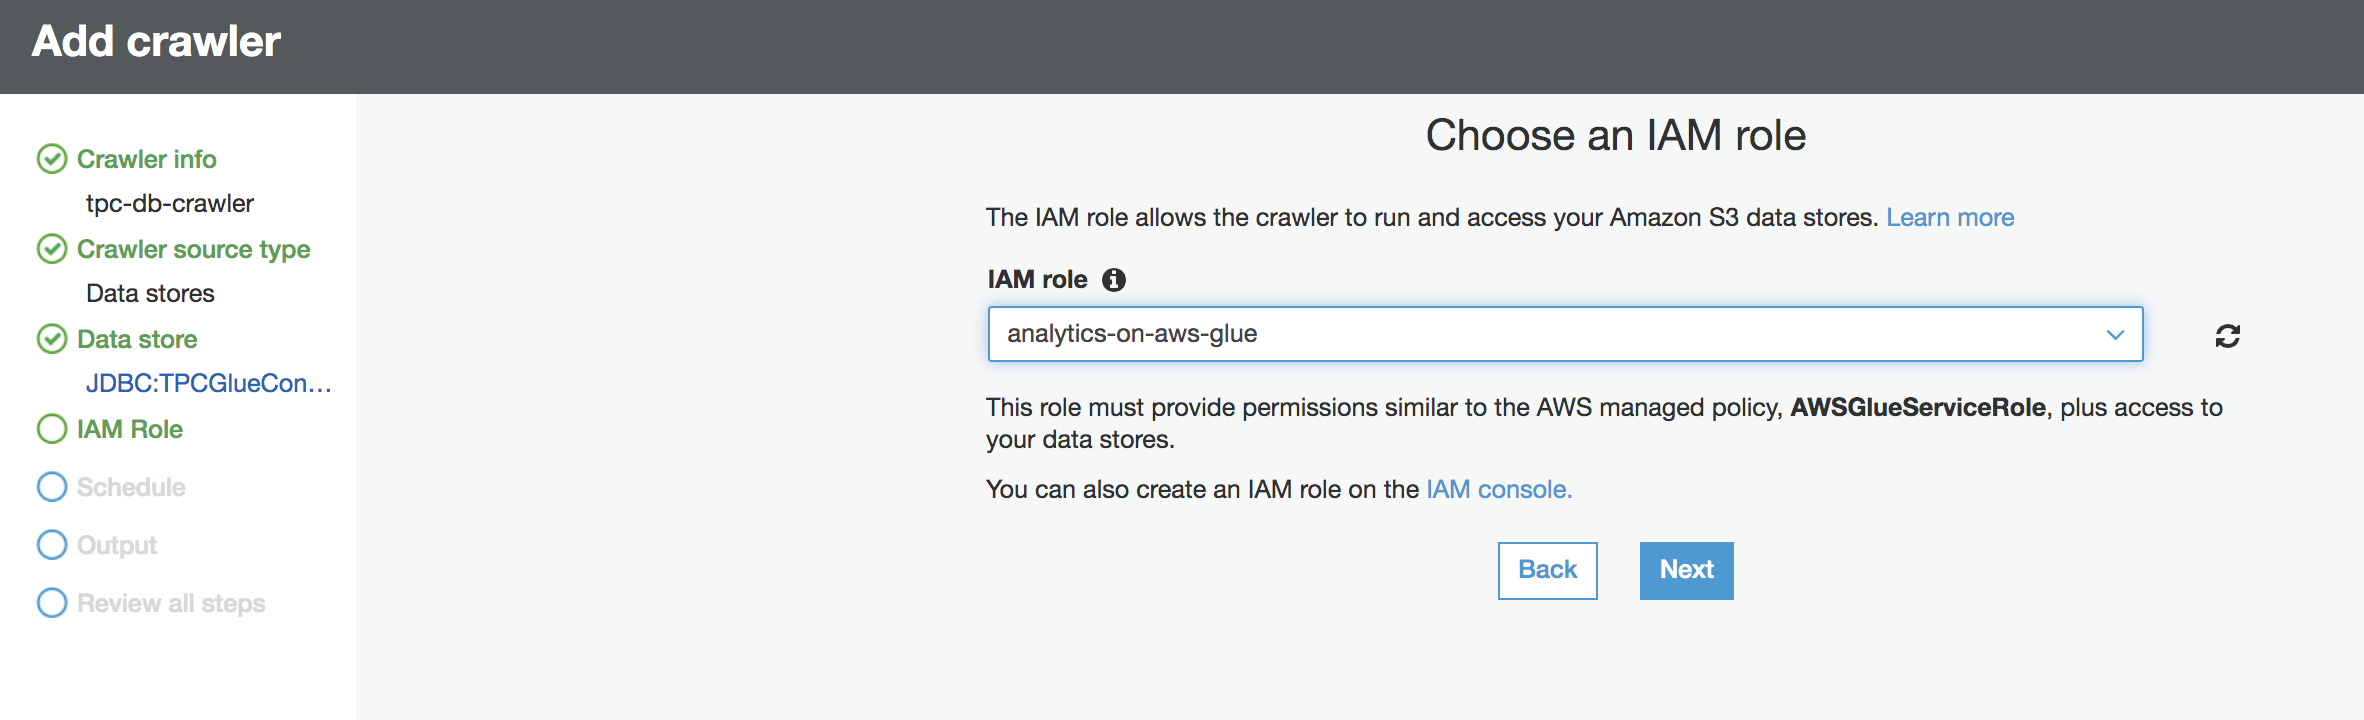 Add crawler
Crawler info
tpc-db-crawler
Crawler source type
Data stores
Data store
JDBC:TPCGlueCon...
IAM Role
Schedule
Output
Review all steps
Choose an IAM role
The IAM role allows the crawler to run and access your Amazon S3 data stores. Learn more
IAM role
analytics-on-aws-glue
This role must provide permissions similar to the AWS managed policy, AWSGlueServiceRole, plus access to
your data stores.
You can also create an IAM role on the IAM console.
Back
Next